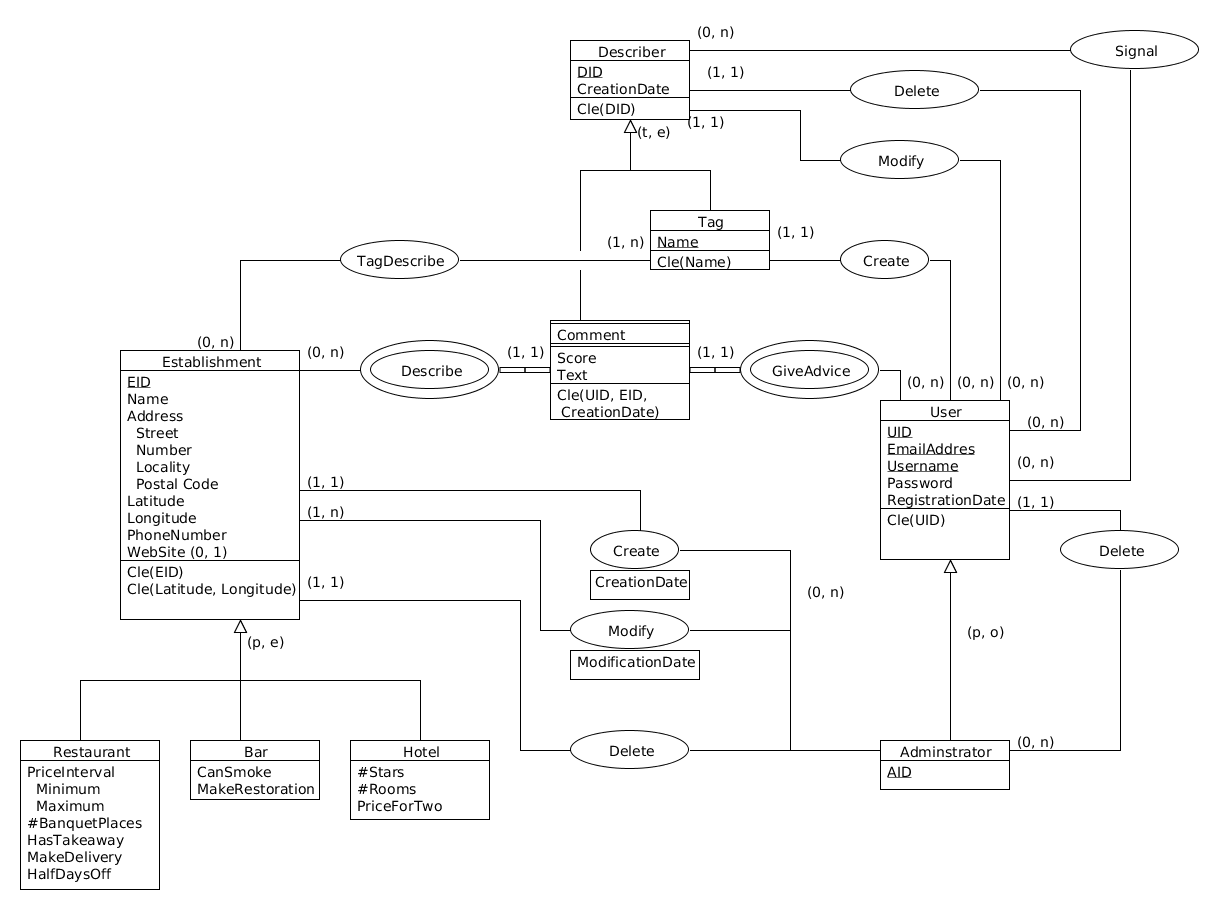 (0, n)
Describer
Signal
DID
CreationDate
Cle(DID)
(1, 1)
Delete
(1, 1)
(t, e)
Modify
Tag
Name
Cle(Name)
(1, n)
(1, 1)
TagDescribe
Create
(0, n)
(0, n)
Describe
(1, 1)
Comment
Score
Text
Cle(UID, EID,
CreationDate)
(1, 1)
GiveAdvice
(0, n)
(0, n)
(0, n)
Establishment
EID
Name
Address
Street
Number
Locality
Postal Code
Latitude
Longitude
PhoneNumber
WebSite (0, 1)
Cle(EID)
Cle(Latitude, Longitude)
User
UID
EmailAddres
Username
Password
RegistrationDate
Cle(UID)
(0, n)
(0, n)
(1, 1)
Delete
(1, 1)
(1, n)
(1, 1)
Create
CreationDate
(0, n)
Modify
ModificationDate
(p, o)
(p, e)
Delete
Adminstrator
AID
(0, n)
Restaurant
PriceInterval
Minimum
Maximum
#BanquetPlaces
HasTakeaway
MakeDelivery
HalfDaysOff
Bar
CanSmoke
MakeRestoration
Hotel
#Stars
#Rooms
PriceForTwo